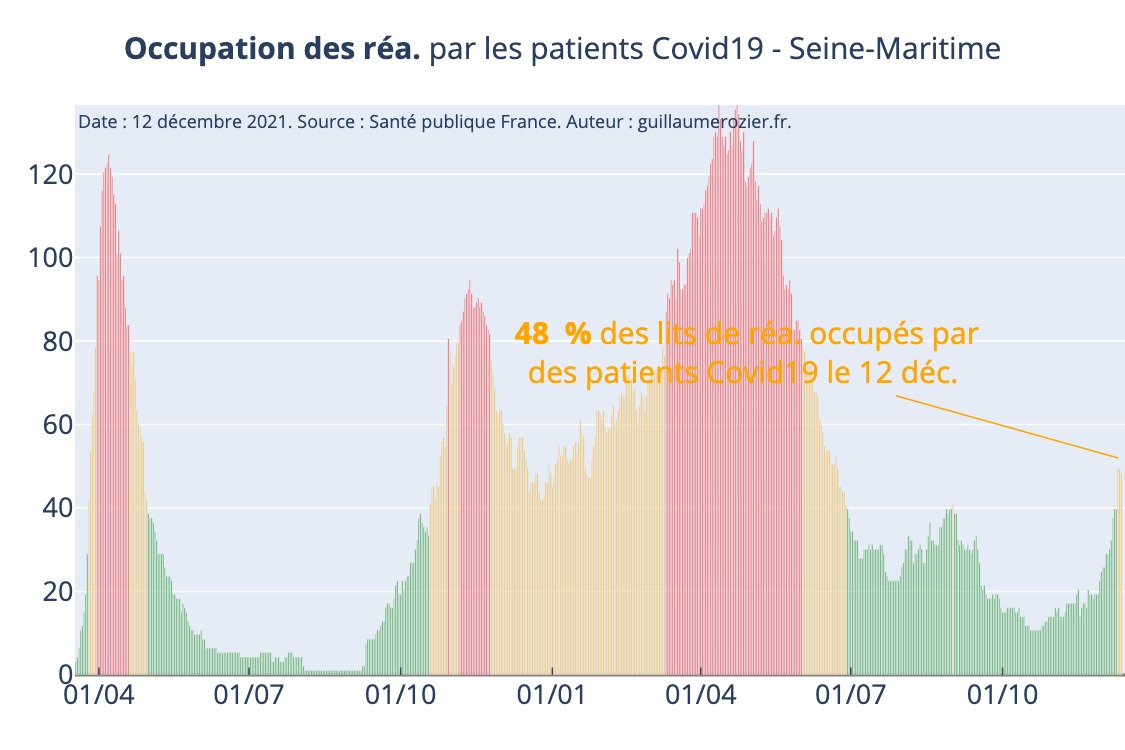 Occupation des réa. par les patients Covid19 - Seine-Maritime
Date : 12 décembre 2021. Source : Santé publique France. Auteur : guillaumerozier.fr.
120
100
80
60
40
20
0
48 % des lits de réa. occupés par
des patients Covid19 le 12 déc.
01/04 01/07 01/10 01/01 01/04 01/07 01/10